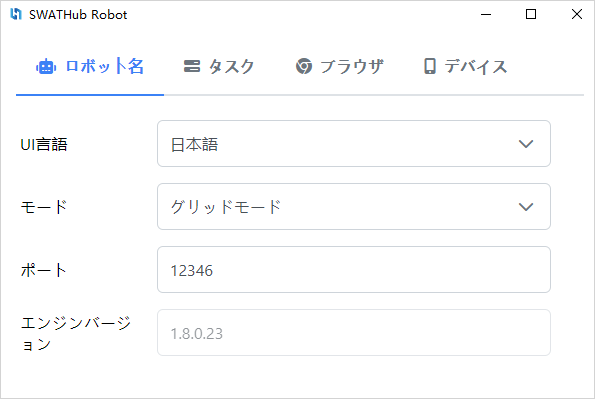 SWATHub Robot
ロボット名 タスク ブラウザ デバイス
UI言語 日本語
モード グリッドモード
ポート 12346
エンジンバージ
ョン 1.8.0.23